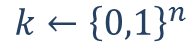 k ← {0,1}ⁿ